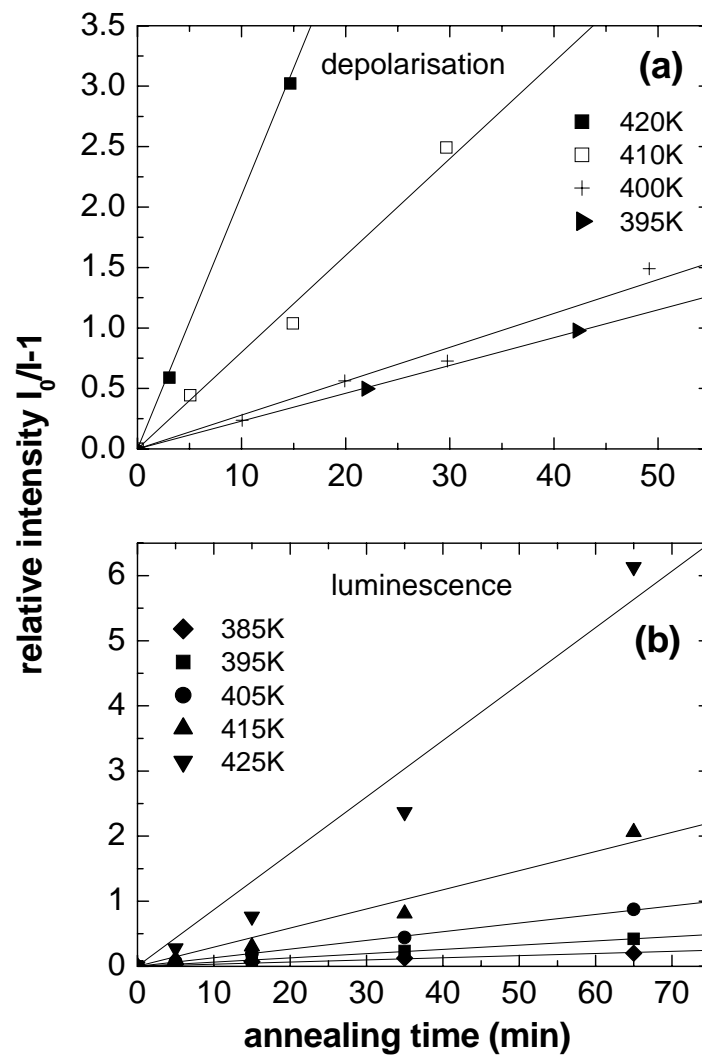 relative intensity I0/I-1
3.5
3.0
2.5
2.0
1.5
1.0
0.5
0.0
depolarisation
(a)
420K
410K
400K
395K
0 10 20 30 40 50
6
5
4
3
2
1
0
luminescence
(b)
385K
395K
405K
415K
425K
0 10 20 30 40 50 60 70
annealing time (min)